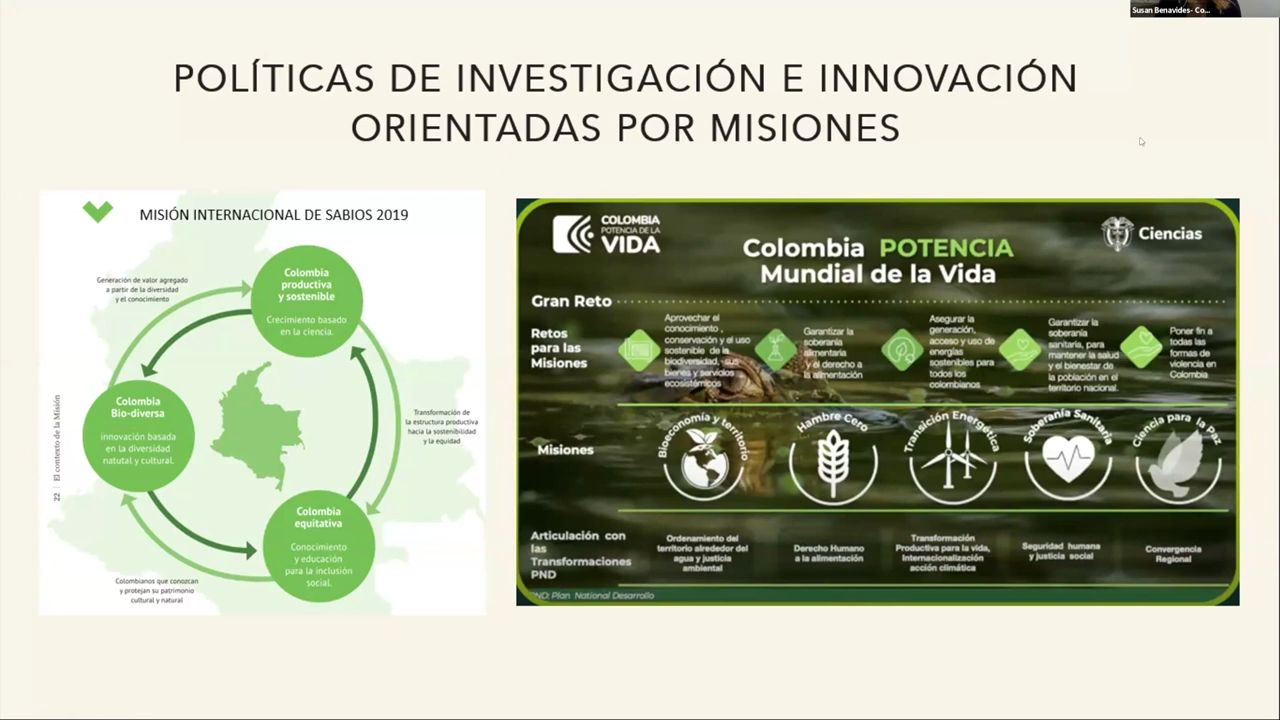 Susan Benavides- Co...
POLÍTICAS DE INVESTIGACIÓN E INNOVACIÓN
ORIENTADAS POR MISIONES
MISIÓN INTERNACIONAL DE SABIOS 2019
Generación de valor agregado
a partir de la diversidad
y el conocimiento
Colombia
productiva
y sostenible
Crecimiento basado
en la ciencia.
Colombia
Bio-diversa
innovación basada
en la diversidad
natutal y cultural.
Transformación de
la estructura productiva
hacia la sostenibilidad
y la equidad
Colombia
equitativa
Conocimiento
y educación
para la inclusión
social.
Colombianos que conozcan
y protejan su patrimonio
cultural y natural
22 | El contexto de la Misión
COLOMBIA
POTENCIA DE LA
VIDA
Colombia POTENCIA
Mundial de la Vida
Ciencias
Gran Reto
Retos
para las
Misiones
Aprovechar el
conocimiento ,
conservación y el uso
sostenible de la
biodiversidad, sus
bienes y servicios
ecosistémicos
Garantizar la
soberanía
alimentaria
y el derecho a
la alimentación
Asegurar la
generación,
acceso y uso de
energías
sostenibles para
todos los
colombianos
Garantizar la
soberanía
sanitaria, para
mantener la salud
y el bienestar de
la población en el
territorio nacional.
Poner fin a
todas las
formas de
violencia en
Colombia
Misiones
Bioeconomía y territorio
Hambre Cero
Transición Energética
Soberanía Sanitaria
Ciencia para la Paz
Articulación con
las
Transformaciones
PND
Ordenamiento del
territorio alrededor del
agua y justicia
ambiental
Derecho Humano
a la alimentación
Transformación
Productiva para la vida,
Internacionalización
acción climática
Seguridad humana
y justicia social
Convergencia
Regional
PND: Plan National Desarrollo